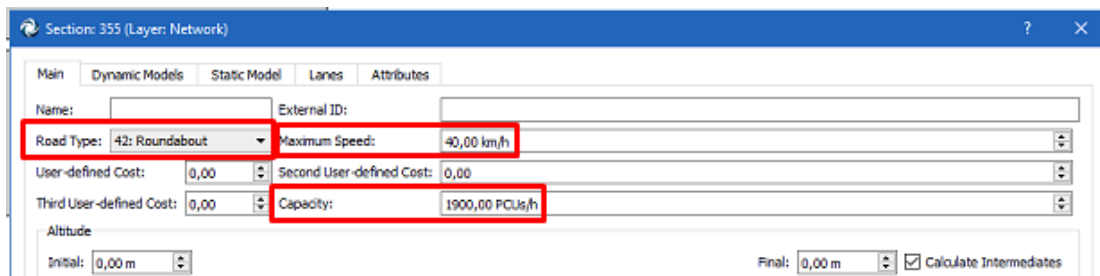 Section: 355 (Layer: Network) ? ×
Main Dynamic Models Static Model Lanes Attributes
Name: External ID:
Road Type: 42: Roundabout Maximum Speed: 40,00 km/h
User-defined Cost: 0,00 Second User-defined Cost: 0,00
Third User-defined Cost: 0,00 Capacity: 1900,00 PCUs/h
Altitude
Initial: 0,00 m Final: 0,00 m Calculate Intermediates